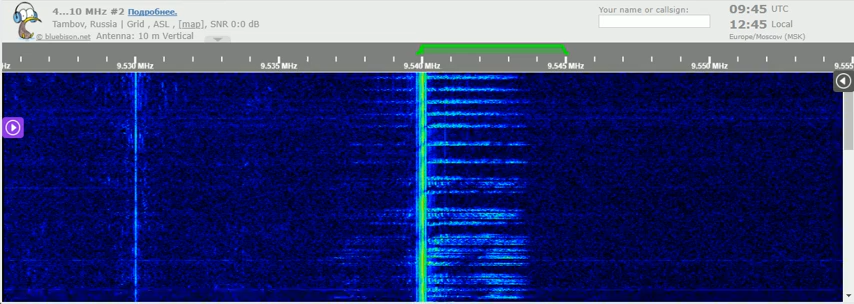 4...10 MHz #2 Подробнее.
Tambov, Russia | Grid , ASL , [map], SNR 0:0 dB
© bluebison.net Антенна: 10 m Vertical
Your name or callsign:
09:45 UTC
12:45 Local
Europe/Moscow (MSK)
Hz 9.530 MHz 9.535 MHz 9.540 MHz 9.545 MHz 9.550 MHz 9.555